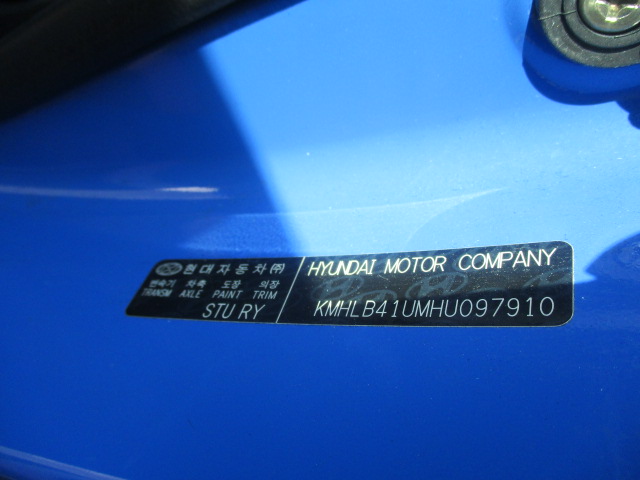 현대자동차(주)
변속기 차축 도장 의장
TRANSM AXLE PAINT TRIM
STU RY
HYUNDAI MOTOR COMPANY
KMHLB41UMHU097910